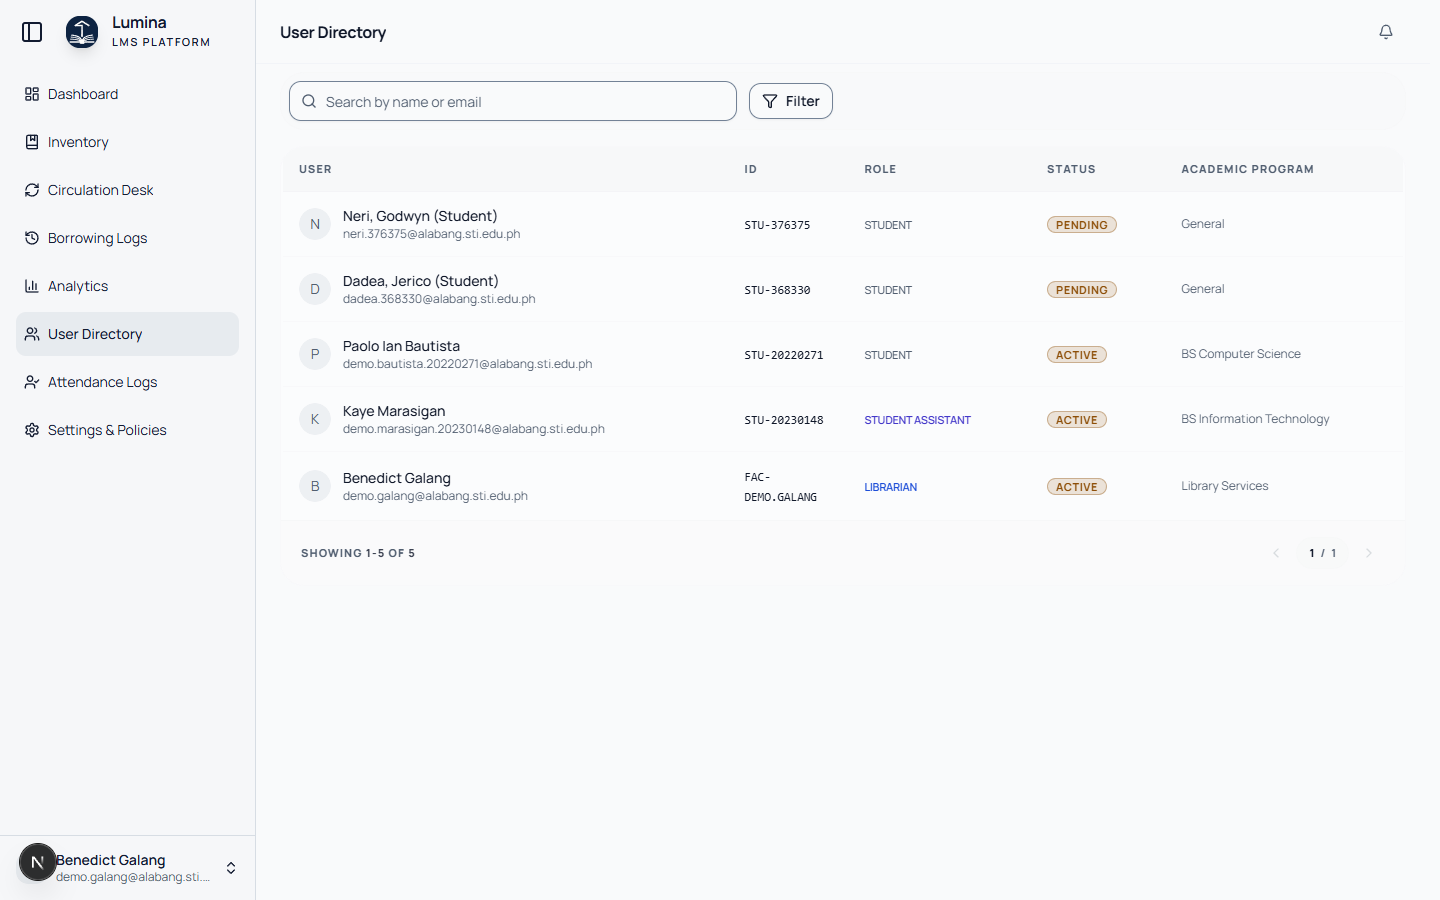 Lumina
LMS PLATFORM
Dashboard
Inventory
Circulation Desk
Borrowing Logs
Analytics
User Directory
Attendance Logs
Settings & Policies
N
Benedict Galang
demo.galang@alabang.sti....
User Directory
Search by name or email
Filter
USER ID ROLE STATUS ACADEMIC PROGRAM
N Neri, Godwyn (Student) neri.376375@alabang.sti.edu.ph STU-376375 STUDENT PENDING General
D Dadea, Jerico (Student) dadea.368330@alabang.sti.edu.ph STU-368330 STUDENT PENDING General
P Paolo Ian Bautista demo.bautista.20220271@alabang.sti.edu.ph STU-20220271 STUDENT ACTIVE BS Computer Science
K Kaye Marasigan demo.marasigan.20230148@alabang.sti.edu.ph STU-20230148 STUDENT ASSISTANT ACTIVE BS Information Technology
B Benedict Galang demo.galang@alabang.sti.edu.ph FAC-DEMO.GALANG LIBRARIAN ACTIVE Library Services
SHOWING 1-5 OF 5
1 / 1